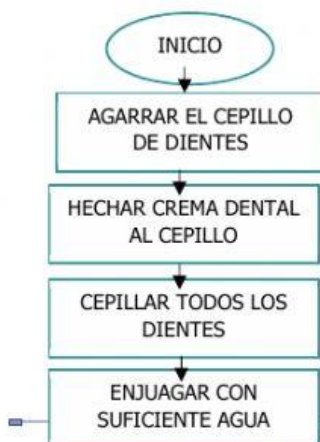 INICIO
AGARRAR EL CEPILLO
DE DIENTES
HECHAR CREMA DENTAL
AL CEPILLO
CEPILLAR TODOS LOS
DIENTES
ENJUAGAR CON
SUFICIENTE AGUA